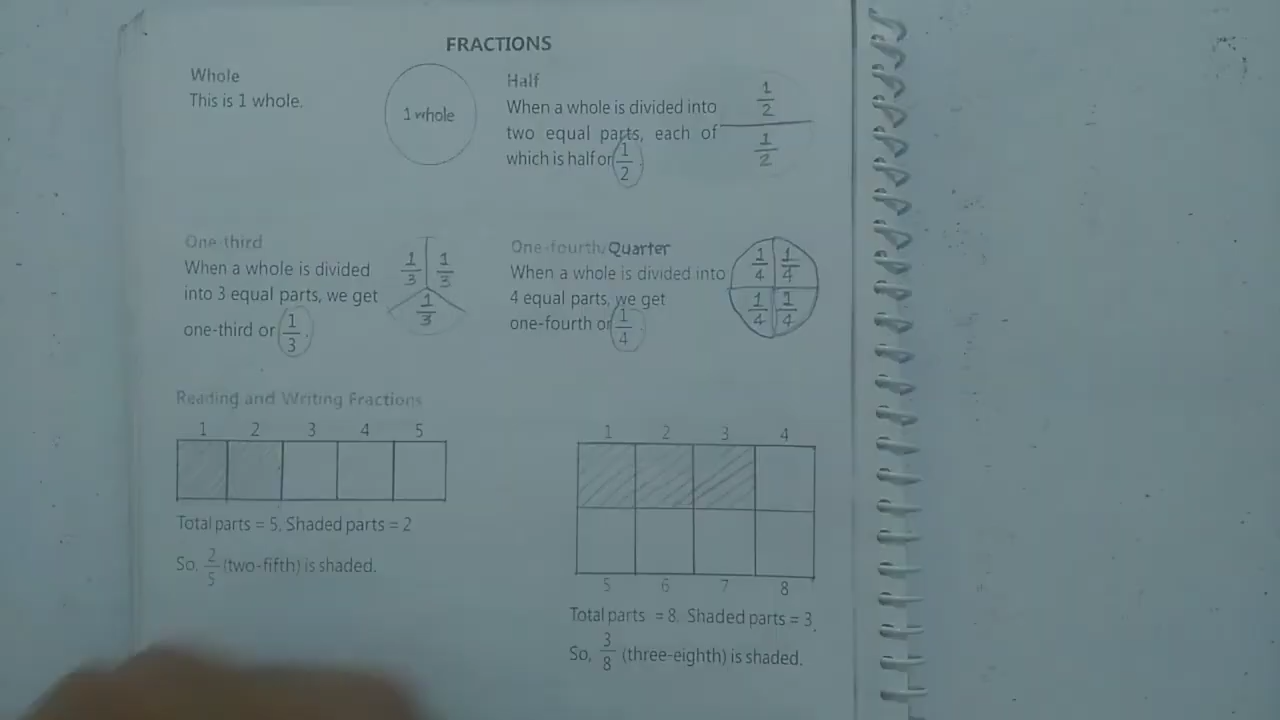 FRACTIONS
Whole
This is 1 whole.
1 whole
Half
When a whole is divided into
two equal parts, each of
which is half or 1/2.
1/2
1/2
One-third
When a whole is divided
into 3 equal parts, we get
one-third or 1/3.
1/3 1/3
1/3
One-fourth/Quarter
When a whole is divided into
4 equal parts, we get
one-fourth or 1/4.
1/4 1/4
1/4 1/4
Reading and Writing Fractions
1 2 3 4 5
Total parts = 5. Shaded parts = 2
So, 2/5 (two-fifth) is shaded.
1 2 3 4
5 6 7 8
Total parts = 8. Shaded parts = 3.
So, 3/8 (three-eighth) is shaded.